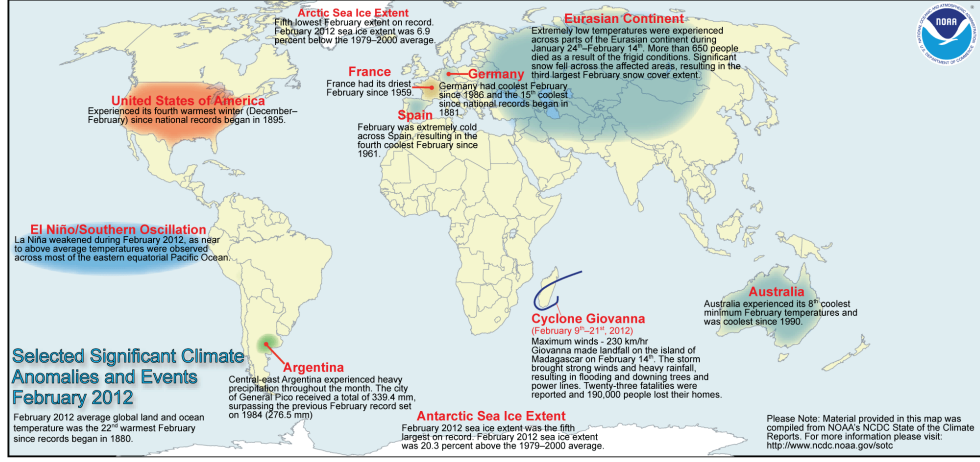 Arctic Sea Ice Extent
Fifth lowest February extent on record.
February 2012 sea ice extent was 6.9
percent below the 1979–2000 average.
Eurasian Continent
Extremely low temperatures were experienced
across parts of the Eurasian continent during
January 24th–February 14th. More than 650 people
died as a result of the frigid conditions. Significant
snow fell across the affected areas, resulting in the
third largest February snow cover extent.
NOAA
France
France had its driest
February since 1959.
Germany
Germany had coolest February
since 1986 and the 15th coolest
since national records began in
1881.
United States of America
Experienced its fourth warmest winter (December–
February) since national records began in 1895.
Spain
February was extremely cold
across Spain, resulting in the
fourth coolest February since
1961.
El Niño/Southern Oscillation
La Niña weakened during February 2012, as near
to above average temperatures were observed
across most of the eastern equatorial Pacific Ocean.
Australia
Australia experienced its 8th coolest
minimum February temperatures and
was coolest since 1990.
Cyclone Giovanna
(February 9th–21st, 2012)
Maximum winds - 230 km/hr
Giovanna made landfall on the island of
Madagascar on February 14th. The storm
brought strong winds and heavy rainfall,
resulting in flooding and downing trees and
power lines. Twenty-three fatalities were
reported and 190,000 people lost their homes.
Argentina
Central-east Argentina experienced heavy
precipitation throughout the month. The city
of General Pico received a total of 339.4 mm,
surpassing the previous February record set
on 1984 (276.5 mm)
Selected Significant Climate
Anomalies and Events
February 2012
February 2012 average global land and ocean
temperature was the 22nd warmest February
since records began in 1880.
Antarctic Sea Ice Extent
February 2012 sea ice extent was the fifth
largest on record. February 2012 sea ice extent
was 20.3 percent above the 1979–2000 average.
Please Note: Material provided in this map was
compiled from NOAA's NCDC State of the Climate
Reports. For more information please visit:
http://www.ncdc.noaa.gov/sotc